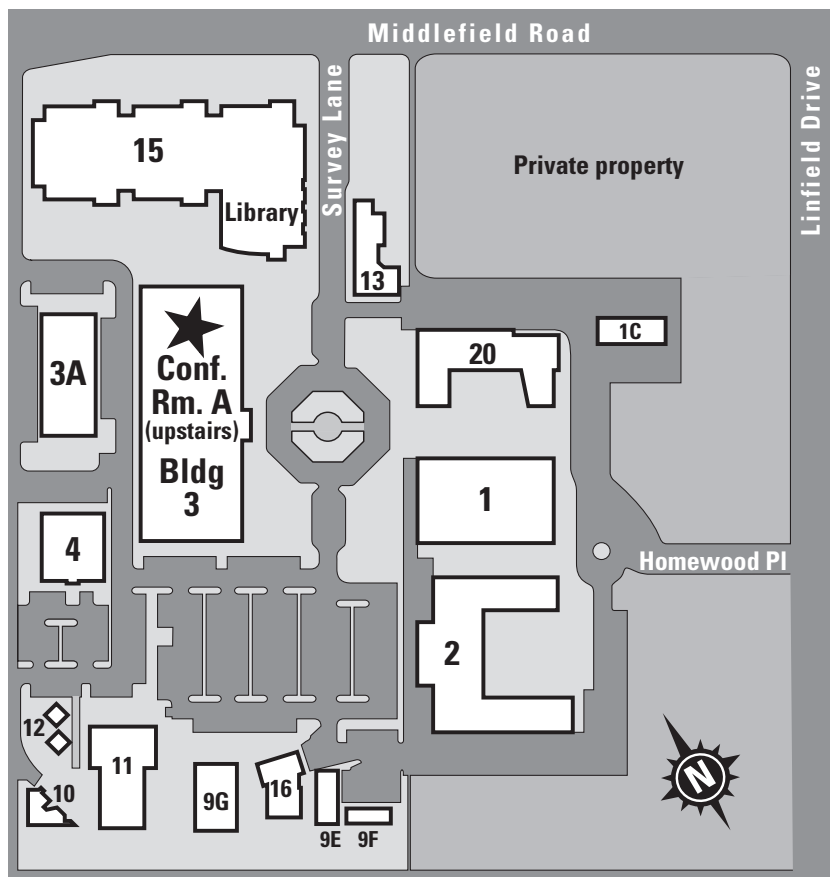 Middlefield Road
Survey Lane
Linfield Drive
15
Library
Private property
13
1C
20
3A
Conf.
Rm. A
(upstairs)
Bldg
3
1
4
Homewood Pl
2
12
11
10
9G
16
9E
9F
N